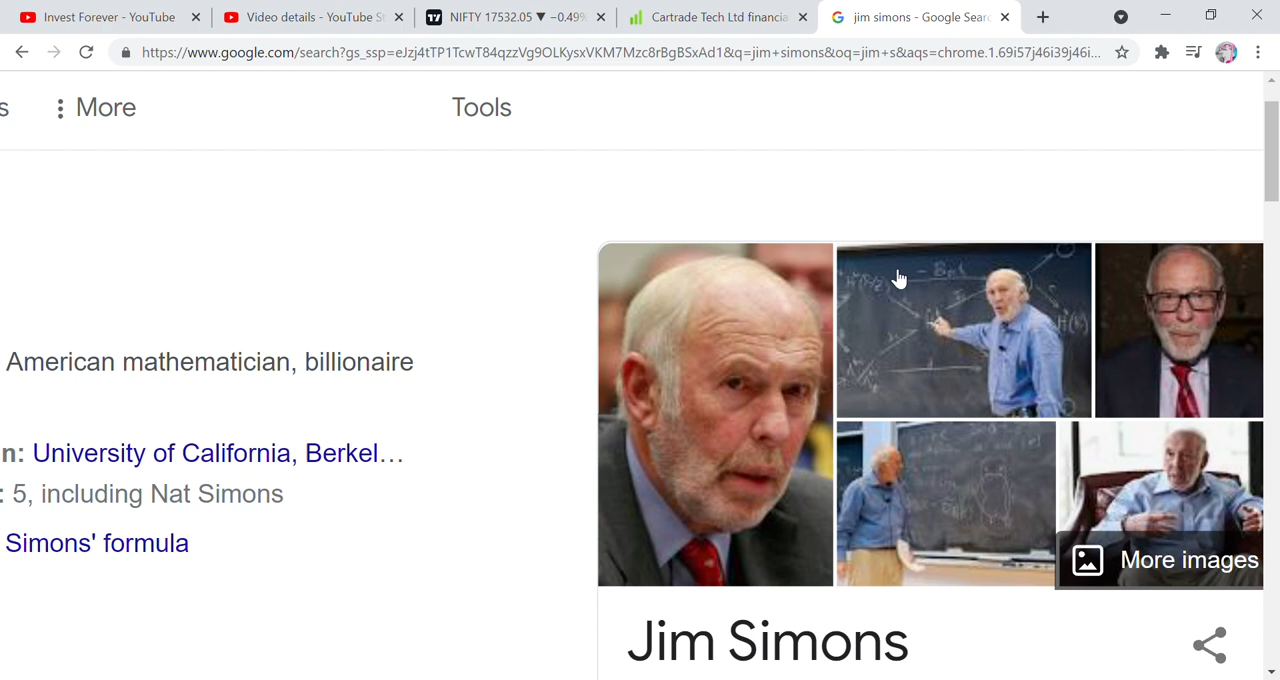 Invest Forever - YouTube
Video details - YouTube S
NIFTY 17532.05 ▼ −0.49%
Cartrade Tech Ltd financia
jim simons - Google Sear
https://www.google.com/search?gs_ssp=eJzj4tTP1TcwT84qzzVg9OLKysxVKM7Mzc8rBgBSxAd1&q=jim+simons&oq=jim+s&aqs=chrome.1.69i57j46i39j46i...
s
More
Tools
American mathematician, billionaire
n: University of California, Berkel...
: 5, including Nat Simons
Simons' formula
More images
Jim Simons